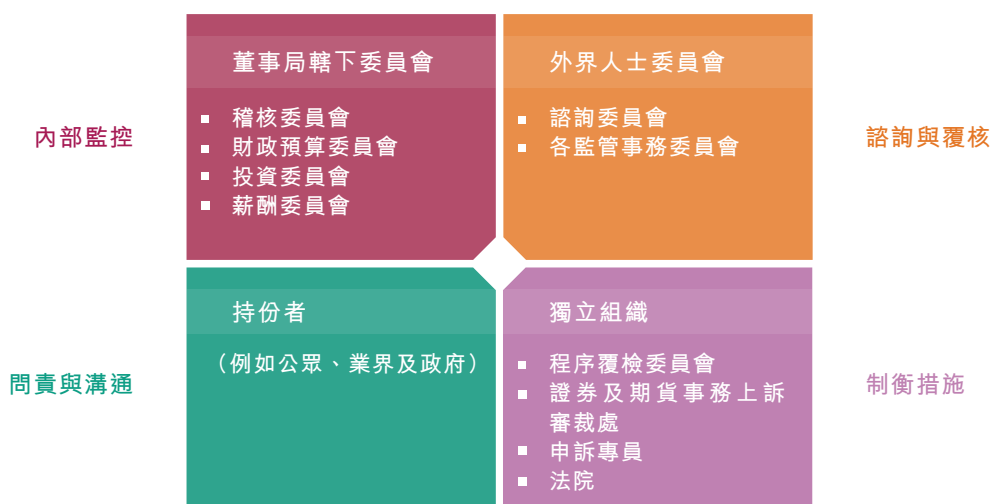 董事局轄下委員會
內部監控
▪ 稽核委員會
▪ 財政預算委員會
▪ 投資委員會
▪ 薪酬委員會
外界人士委員會
▪ 諮詢委員會
▪ 各監管事務委員會
諮詢與覆核
持份者
問責與溝通
（例如公眾、業界及政府）
獨立組織
▪ 程序覆檢委員會
▪ 證券及期貨事務上訴
審裁處
▪ 申訴專員
▪ 法院
制衡措施